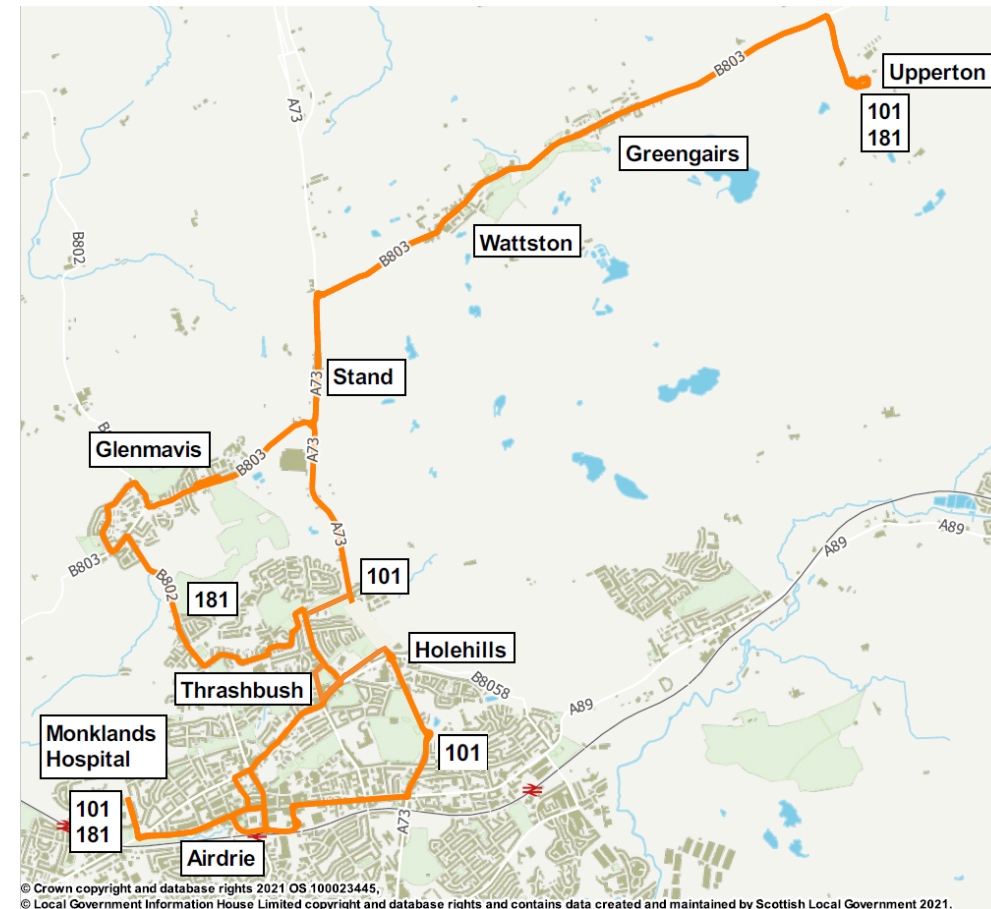 B803
Upperton
A73
101
181
Greengairs
B802
Wattston
B803
A73
Stand
Glenmavis
B803
A73
A73
A89
A89
B803
B802
101
181
Holehills
Thrashbush
B8058
A89
Monklands
Hospital
101
101
181
A73
Airdrie
© Crown copyright and database rights 2021 OS 100023445,
© Local Government Information House Limited copyright and database rights and contains data created and maintained by Scottish Local Government 2021.